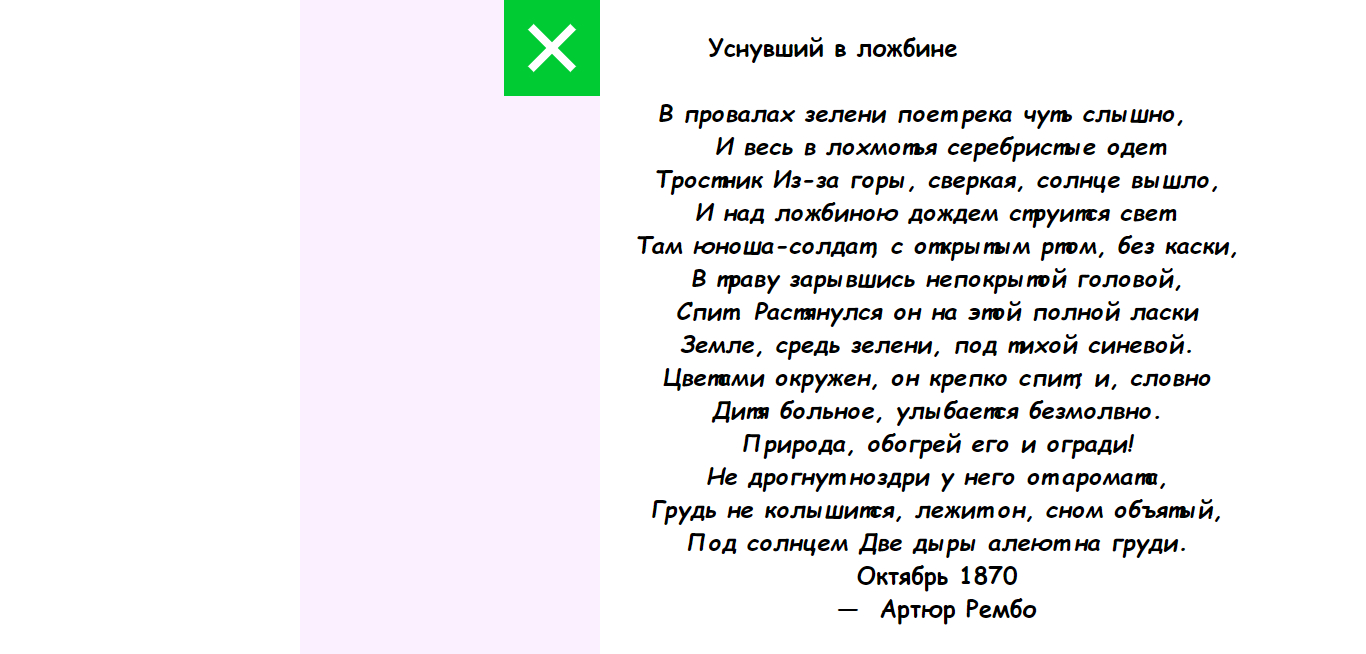 Уснувший в ложбине
В провалах зелени поет река чуть слышно,
И весь в лохмотья серебристые одет
Тростник Из-за горы, сверкая, солнце вышло,
И над ложбиною дождем струится свет
Там юноша-солдат, с открытым ртом, без каски,
В траву зарывшись непокрытой головой,
Спит. Растянулся он на этой полной ласки
Земле, средь зелени, под тихой синевой.
Цветами окружен, он крепко спит; и, словно
Дитя больное, улыбается безмолвно.
Природа, обогрей его и огради!
Не дрогнут ноздри у него от аромата,
Грудь не колышится, лежит он, сном объятый,
Под солнцем Две дыры алеют на груди.
Октябрь 1870
— Артюр Рембо